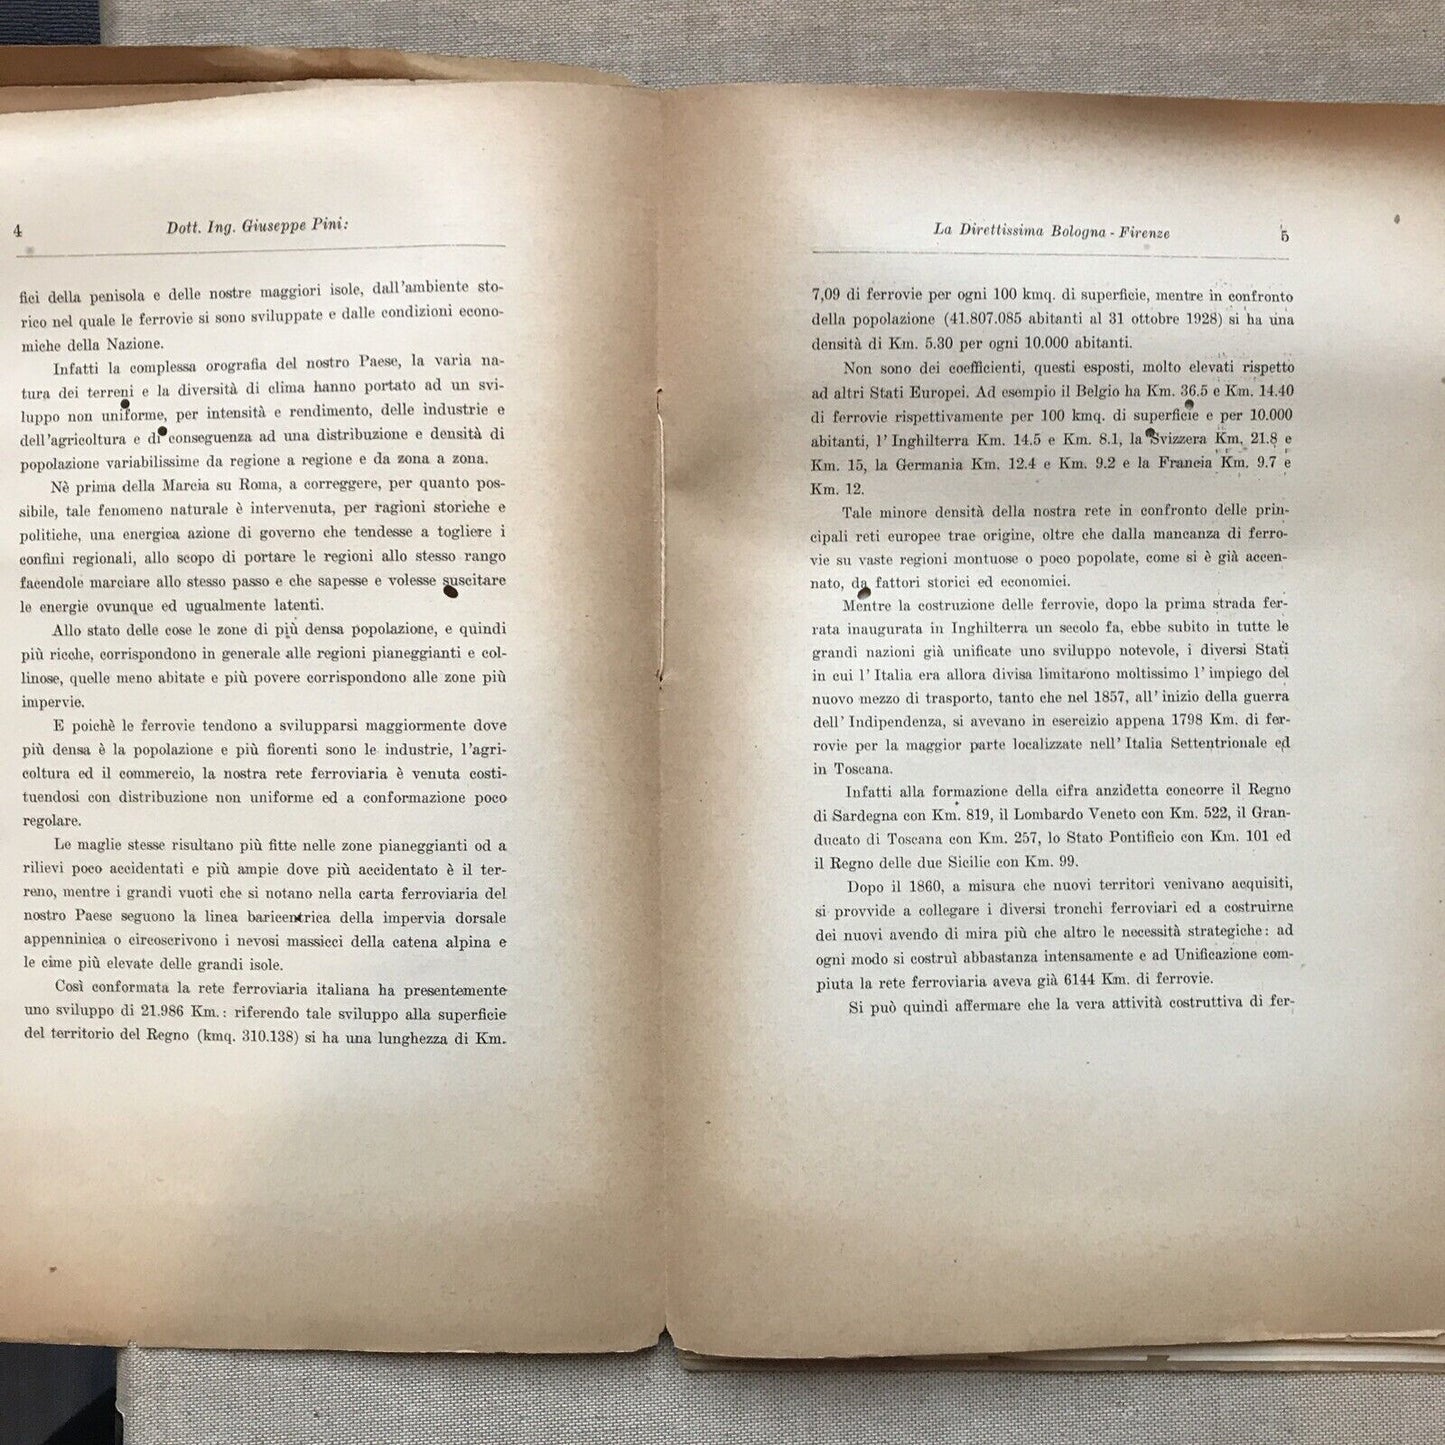 4
Dott. Ing. Giuseppe Pini:
fici della penisola e delle nostre maggiori isole, dall'ambiente sto-
rico nel quale le ferrovie si sono sviluppate e dalle condizioni econo-
miche della Nazione.
Infatti la complessa orografia del nostro Paese, la varia na-
tura dei terreni e la diversità di clima hanno portato ad un svi-
luppo non uniforme, per intensità e rendimento, delle industrie e
dell'agricoltura e di conseguenza ad una distribuzione e densità di
popolazione variabilissime da regione a regione e da zona a zona.
Nè prima della Marcia su Roma, a correggere, per quanto pos-
sibile, tale fenomeno naturale è intervenuta, per ragioni storiche e
politiche, una energica azione di governo che tendesse a togliere i
confini regionali, allo scopo di portare le regioni allo stesso rango
facendole marciare allo stesso passo e che sapesse e volesse suscitare
le energie ovunque ed ugualmente latenti.
Allo stato delle cose le zone di più densa popolazione, e quindi
più ricche, corrispondono in generale alle regioni pianeggianti e col-
linose, quelle meno abitate e più povere corrispondono alle zone più
impervie.
E poichè le ferrovie tendono a svilupparsi maggiormente dove
più densa è la popolazione e più fiorenti sono le industrie, l'agri-
coltura ed il commercio, la nostra rete ferroviaria è venuta costi-
tuendosi con distribuzione non uniforme ed a conformazione poco
regolare.
Le maglie stesse risultano più fitte nelle zone pianeggianti od a
rilievi poco accidentati e più ampie dove più accidentato è il ter-
reno, mentre i grandi vuoti che si notano nella carta ferroviaria del
nostro Paese seguono la linea baricentrica della impervia dorsale
appenninica o circoscrivono i nevosi massicci della catena alpina e
le cime più elevate delle grandi isole.
Così conformata la rete ferroviaria italiana ha presentemente
uno sviluppo di 21.986 Km.: riferendo tale sviluppo alla superficie
del territorio del Regno (kmq. 310.138) si ha una lunghezza di Km.
La Direttissima Bologna - Firenze
5
7,09 di ferrovie per ogni 100 kmq. di superficie, mentre in confronto
della popolazione (41.807.085 abitanti al 31 ottobre 1928) si ha una
densità di Km. 5.30 per ogni 10.000 abitanti.
Non sono dei coefficienti, questi esposti, molto elevati rispetto
ad altri Stati Europei. Ad esempio il Belgio ha Km. 36.5 e Km. 14.40
di ferrovie rispettivamente per 100 kmq. di superficie e per 10.000
abitanti, l' Inghilterra Km. 14.5 e Km. 8.1, la Svizzera Km. 21.8 e
Km. 15, la Germania Km. 12.4 e Km. 9.2 e la Francia Km. 9.7 e
Km. 12.
Tale minore densità della nostra rete in confronto delle prin-
cipali reti europee trae origine, oltre che dalla mancanza di ferro-
vie su vaste regioni montuose o poco popolate, come si è già accen-
nato, da fattori storici ed economici.
Mentre la costruzione delle ferrovie, dopo la prima strada fer-
rata inaugurata in Inghilterra un secolo fa, ebbe subito in tutte le
grandi nazioni già unificate uno sviluppo notevole, i diversi Stati
in cui l' Italia era allora divisa limitarono moltissimo l' impiego del
nuovo mezzo di trasporto, tanto che nel 1857, all' inizio della guerra
dell' Indipendenza, si avevano in esercizio appena 1798 Km. di fer-
rovie per la maggior parte localizzate nell' Italia Settentrionale ed
in Toscana.
Infatti alla formazione della cifra anzidetta concorre il Regno
di Sardegna con Km. 819, il Lombardo Veneto con Km. 522, il Gran-
ducato di Toscana con Km. 257, lo Stato Pontificio con Km. 101 ed
il Regno delle due Sicilie con Km. 99.
Dopo il 1860, a misura che nuovi territori venivano acquisiti,
si provvide a collegare i diversi tronchi ferroviari ed a costruirne
dei nuovi avendo di mira più che altro le necessità strategiche: ad
ogni modo si costruì abbastanza intensamente e ad Unificazione com-
piuta la rete ferroviaria aveva già 6144 Km. di ferrovie.
Si può quindi affermare che la vera attività costruttiva di fer-